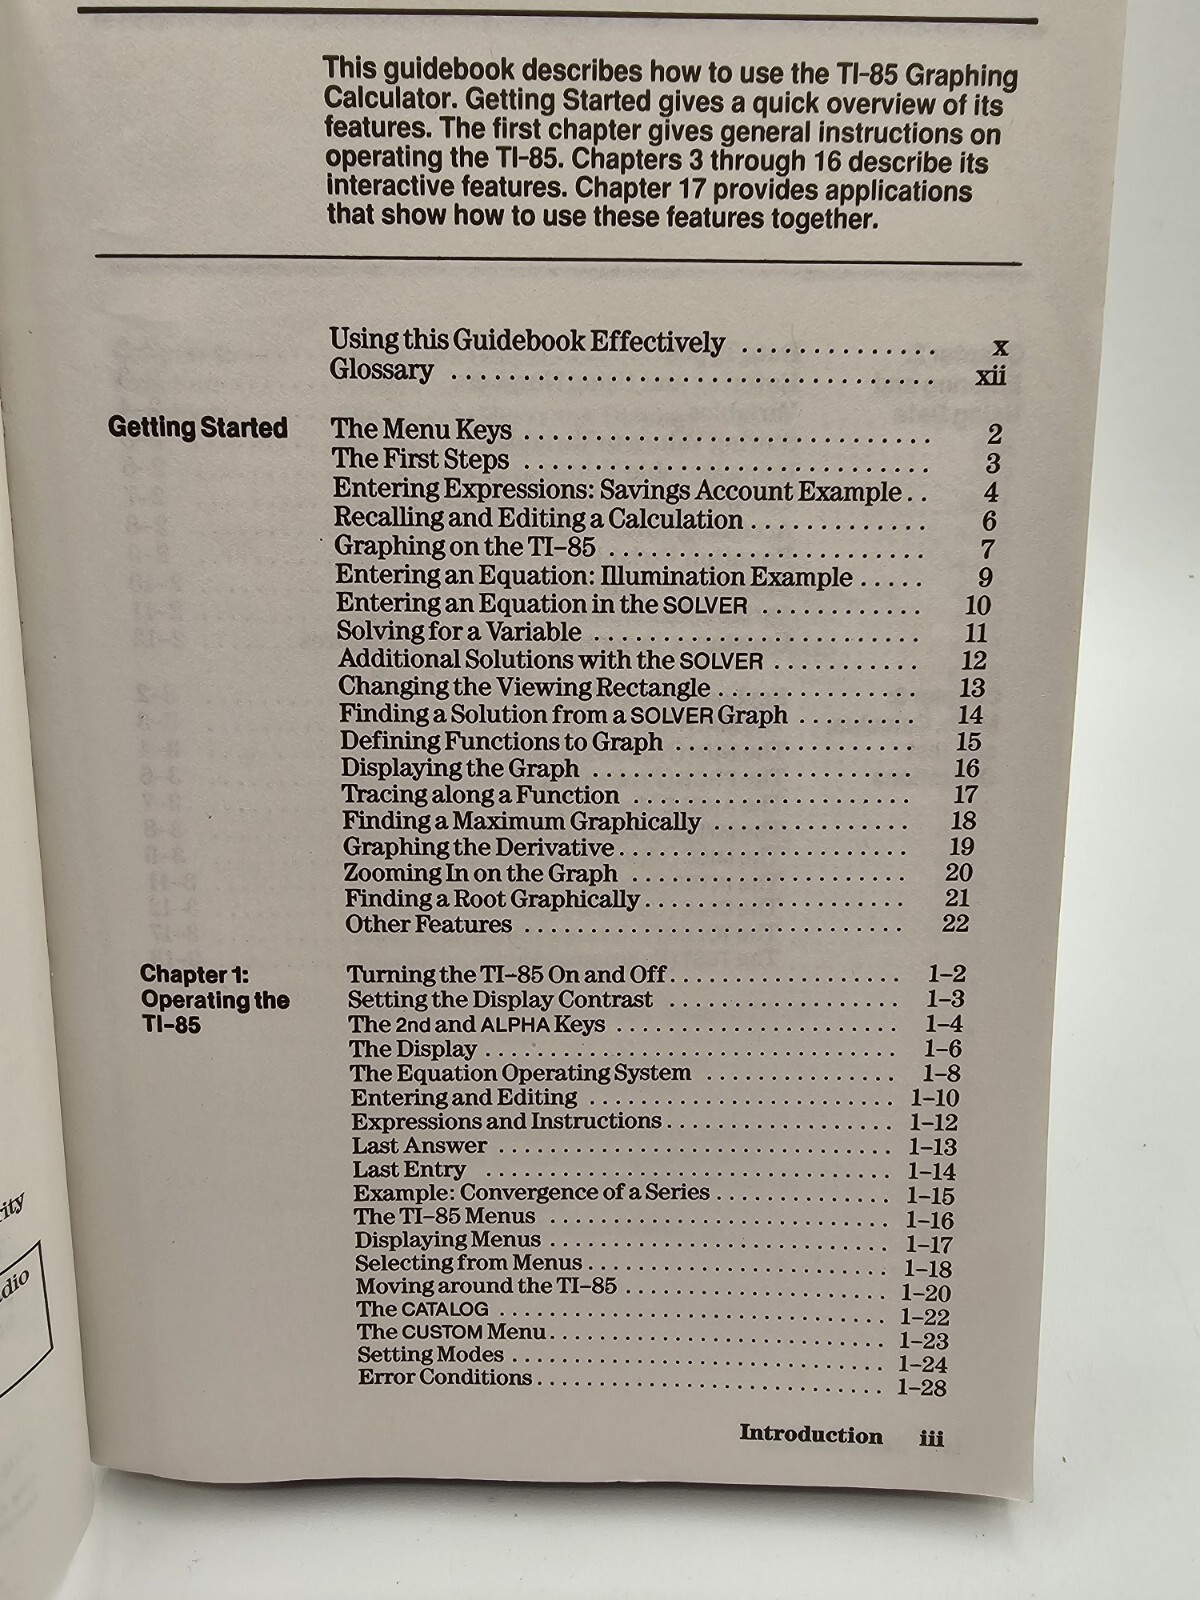 This guidebook describes how to use the TI-85 Graphing
Calculator. Getting Started gives a quick overview of its
features. The first chapter gives general instructions on
operating the TI-85. Chapters 3 through 16 describe its
interactive features. Chapter 17 provides applications
that show how to use these features together.
Using this Guidebook Effectively .............. x
Glossary .................................. xii
Getting Started The Menu Keys ............................. 2
The First Steps ............................. 3
Entering Expressions: Savings Account Example.. 4
Recalling and Editing a Calculation ............. 6
Graphing on the TI-85 ....................... 7
Entering an Equation: Illumination Example ..... 9
Entering an Equation in the SOLVER ............ 10
Solving for a Variable ........................ 11
Additional Solutions with the SOLVER ........... 12
Changing the Viewing Rectangle ............... 13
Finding a Solution from a SOLVER Graph ......... 14
Defining Functions to Graph .................. 15
Displaying the Graph ........................ 16
Tracing along a Function ..................... 17
Finding a Maximum Graphically ............... 18
Graphing the Derivative ...................... 19
Zooming In on the Graph ..................... 20
Finding a Root Graphically .................... 21
Other Features ............................. 22
Chapter 1: Turning the TI-85 On and Off .................. 1-2
Operating the Setting the Display Contrast .................. 1-3
TI-85 The 2nd and ALPHA Keys ...................... 1-4
The Display ................................ 1-6
The Equation Operating System ............... 1-8
Entering and Editing ......................... 1-10
Expressions and Instructions ................... 1-12
Last Answer ................................ 1-13
Last Entry ................................. 1-14
Example: Convergence of a Series ............... 1-15
The TI-85 Menus ............................ 1-16
Displaying Menus ........................... 1-17
Selecting from Menus ......................... 1-18
Moving around the TI-85 ...................... 1-20
The CATALOG ................................ 1-22
The CUSTOM Menu ............................ 1-23
Setting Modes ............................... 1-24
Error Conditions ............................. 1-28
Introduction iii